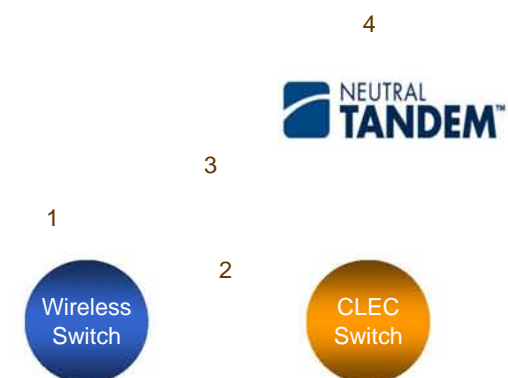 4
NEUTRAL
TANDEM™
3
1
2
Wireless
Switch
CLEC
Switch